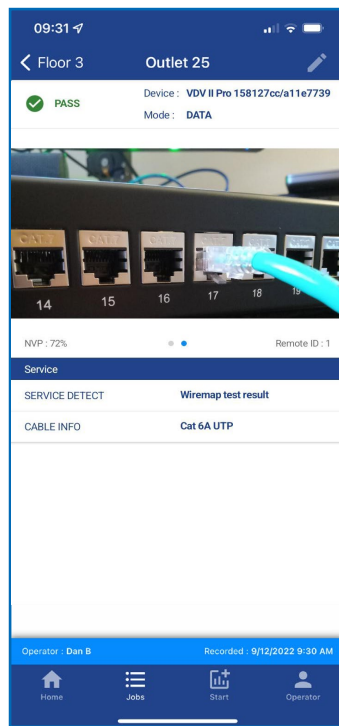 09:31
Floor 3
Outlet 25
PASS
Device : VDV II Pro 158127cc/a11e7739
Mode : DATA
CAT.7 CAT.7
14 15 16 17 18 19
NVP : 72%
Remote ID : 1
Service
SERVICE DETECT Wiremap test result
CABLE INFO Cat 6A UTP
Operator : Dan B Recorded : 9/12/2022 9:30 AM
Home Jobs Start Operator